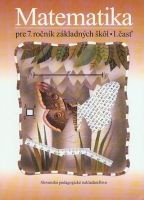 Matematika
pre 7. ročník základných škôl • 1. časť
Slovenské pedagogické nakladateľstvo